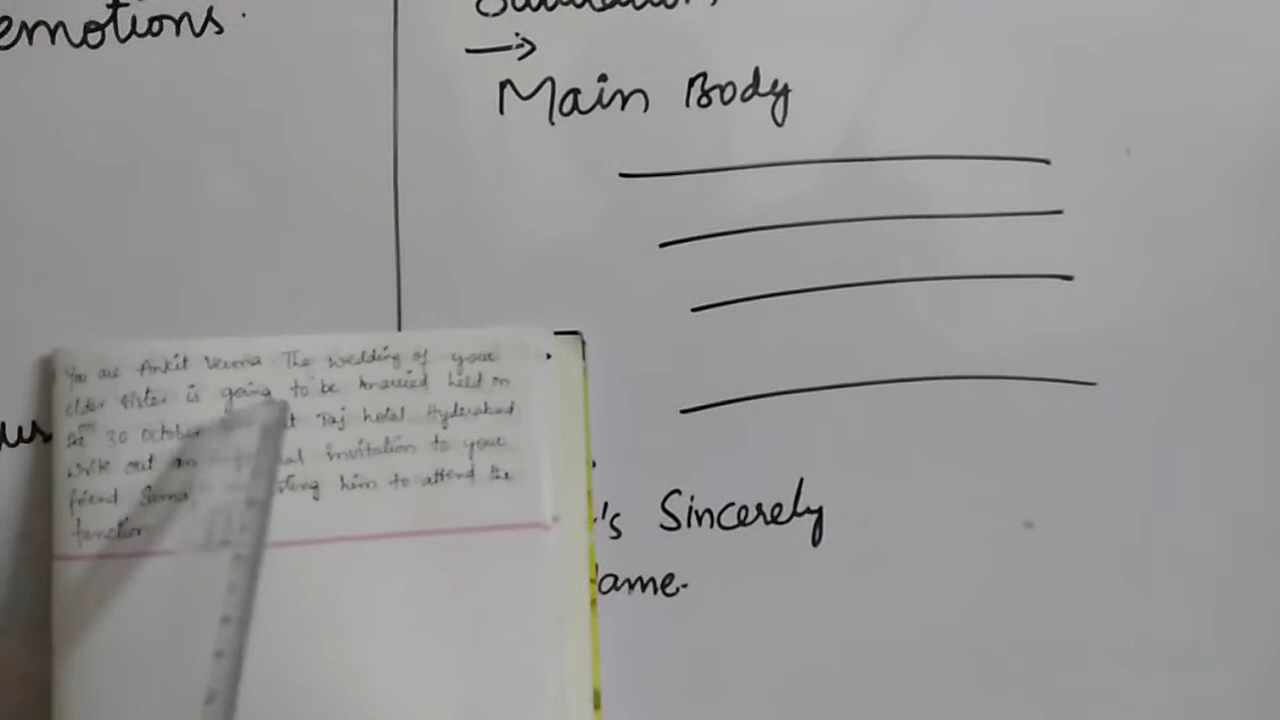 emotions.
→
Main Body
You are Ankit Verma. The wedding of your
elder sister is going to be married held on
30 October at Taj hotel Hyderabad
write out an invitation to your
friend him to attend the
function
's Sincerely
ame.